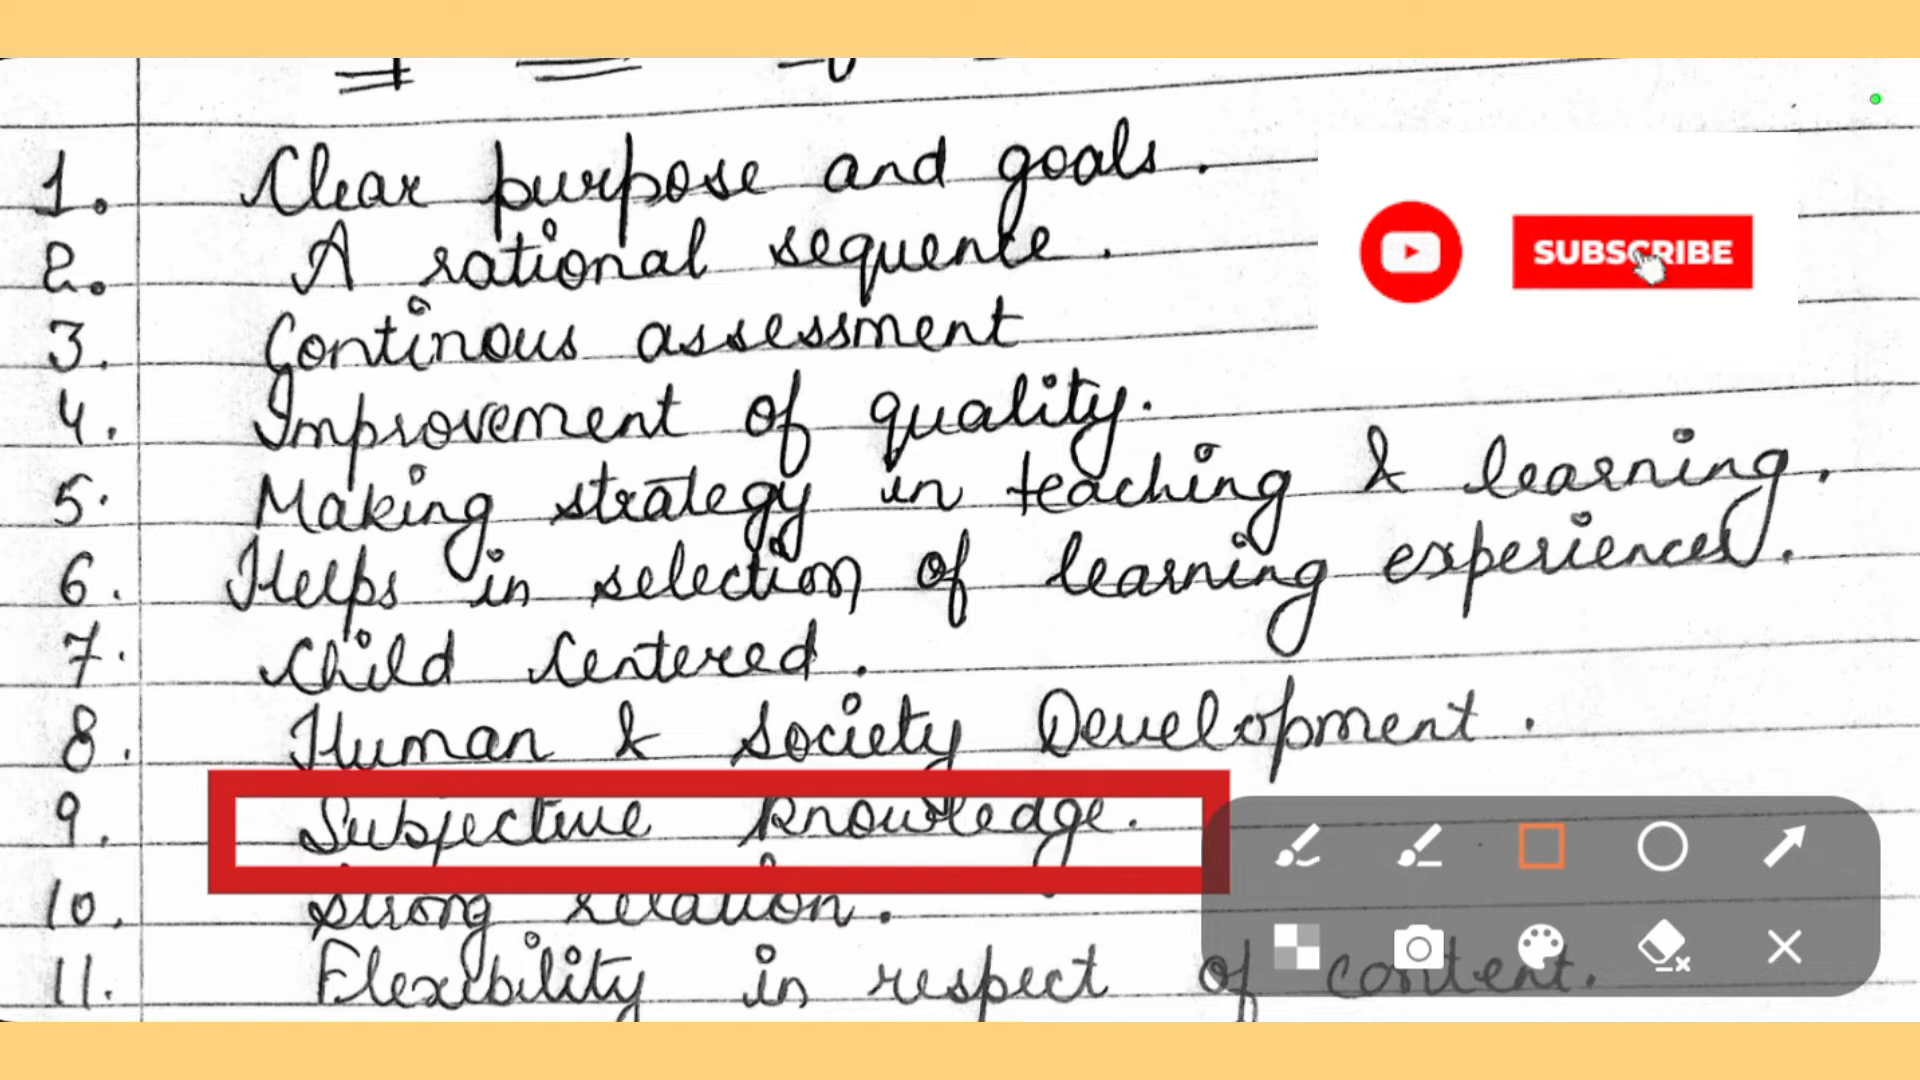 1. Clear purpose and goals.
2. A rational sequence.
SUBSCRIBE
3. Continous assessment
4. Improvement of quality.
5. Making strategy in teaching & learning.
6. Helps in selection of learning experiences.
7. Child Centered.
8. Human & Society Development.
9. Subjective knowledge.
10. Strong relation.
11. Flexibility in respect of content.